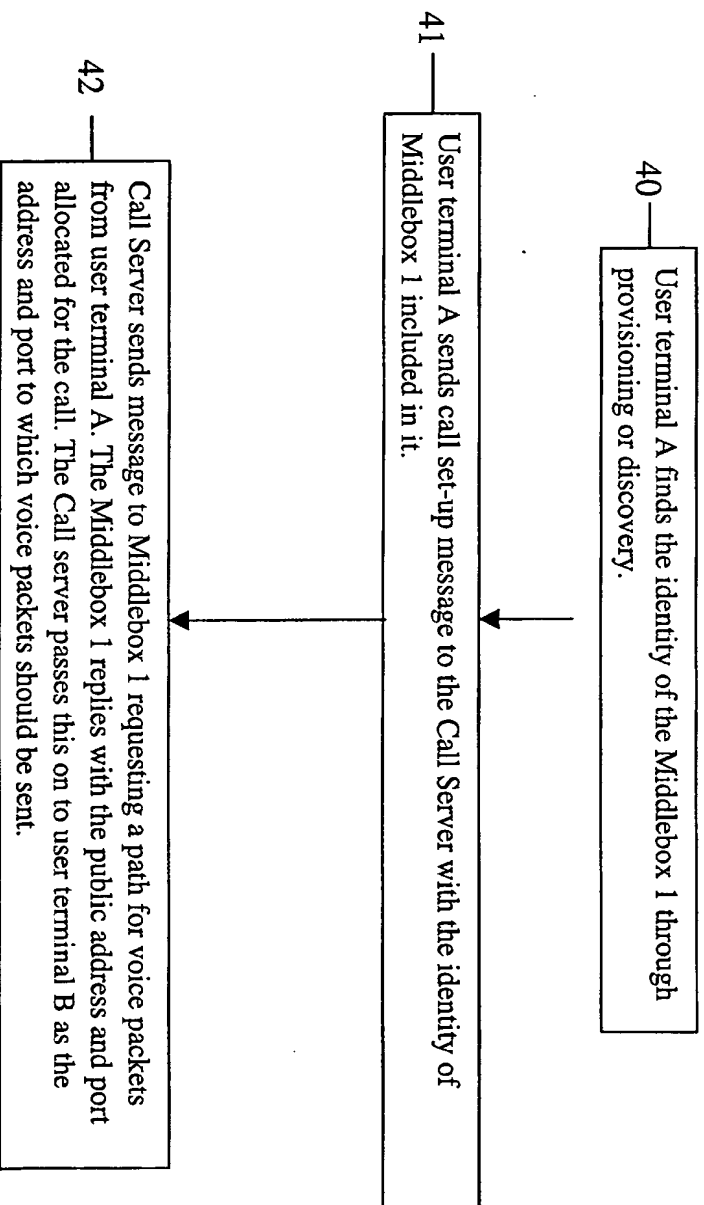 40
User terminal A finds the identity of the Middlebox 1 through
provisioning or discovery.
41
User terminal A sends call set-up message to the Call Server with the identity of
Middlebox 1 included in it.
42
Call Server sends message to Middlebox 1 requesting a path for voice packets
from user terminal A. The Middlebox 1 replies with the public address and port
allocated for the call. The Call server passes this on to user terminal B as the
address and port to which voice packets should be sent.